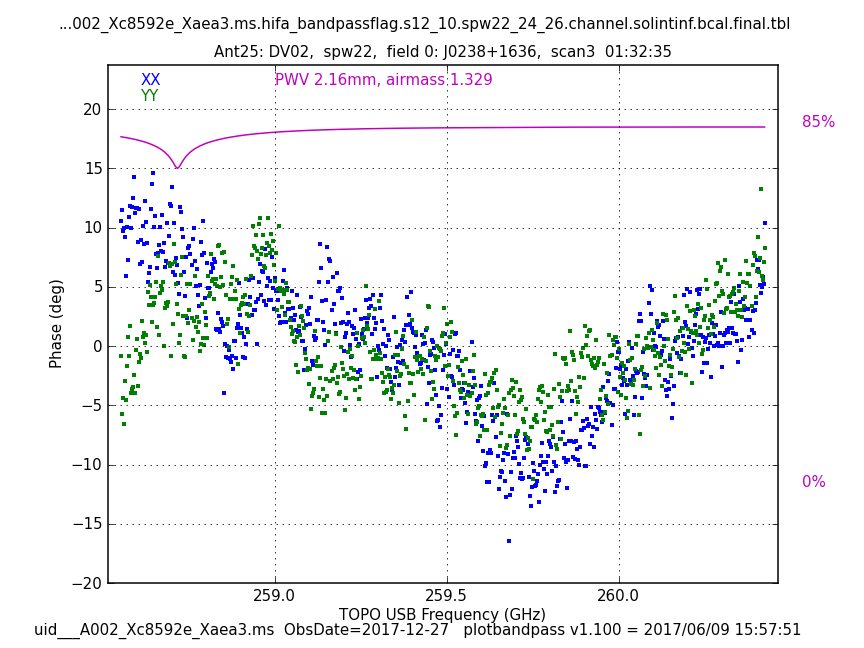 ...002_Xc8592e_Xaea3.ms.hifa_bandpassflag.s12_10.spw22_24_26.channel.solintinf.bcal.final.tbl
Ant25: DV02,  spw22,  field 0: J0238+1636,  scan3  01:32:35
XX
PWV 2.16mm, airmass 1.329
YY
85%
0%
20
15
10
5
0
−5
−10
−15
−20
Phase (deg)
259.0
259.5
260.0
TOPO USB Frequency (GHz)
uid___A002_Xc8592e_Xaea3.ms  ObsDate=2017-12-27   plotbandpass v1.100 = 2017/06/09 15:57:51